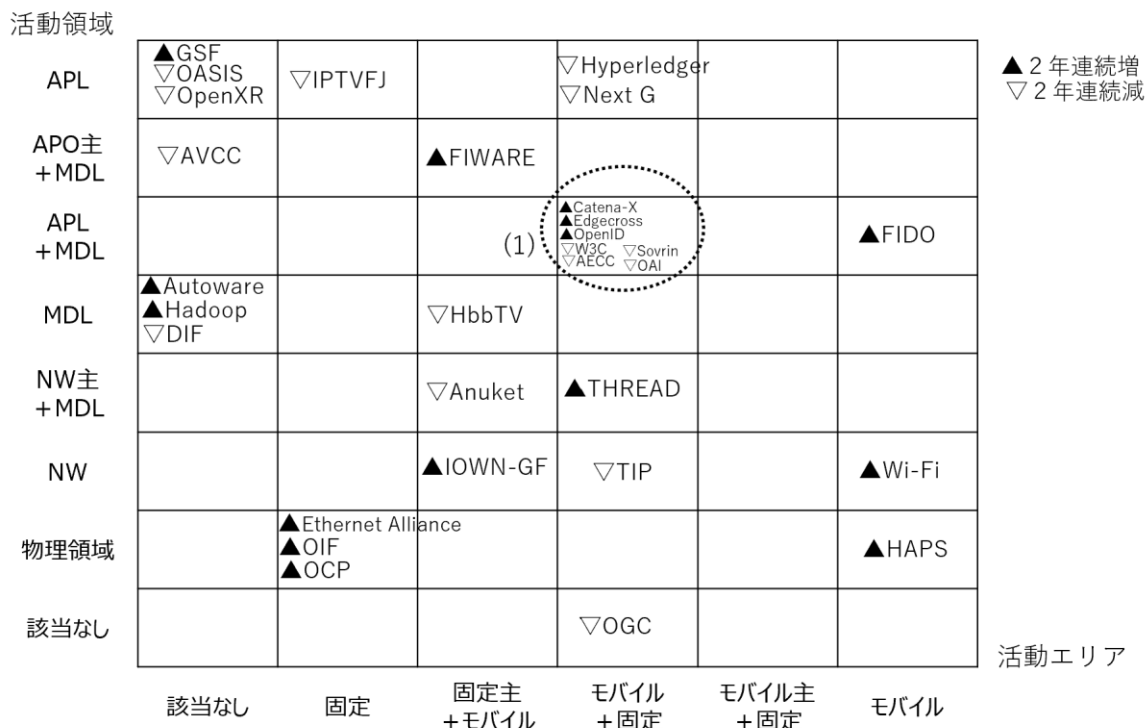 活動領域
▲2年連続増
▽2年連続減
APL
▲GSF
▽OASIS
▽OpenXR
▽IPTVFJ
▽Hyperledger
▽Next G
APO主
+MDL
▽AVCC
▲FIWARE
APL
+MDL
(1)
▲Catena-X
▲Edgecross
▲OpenID
▽W3C ▽Sovrin
▽AECC ▽OAI
▲FIDO
MDL
▲Autoware
▲Hadoop
▽DIF
▽HbbTV
NW主
+MDL
▽Anuket
▲THREAD
NW
▲IOWN-GF
▽TIP
▲Wi-Fi
物理領域
▲Ethernet Alliance
▲OIF
▲OCP
▲HAPS
該当なし
▽OGC
活動エリア
該当なし
固定
固定主
+モバイル
モバイル
+固定
モバイル主
+固定
モバイル